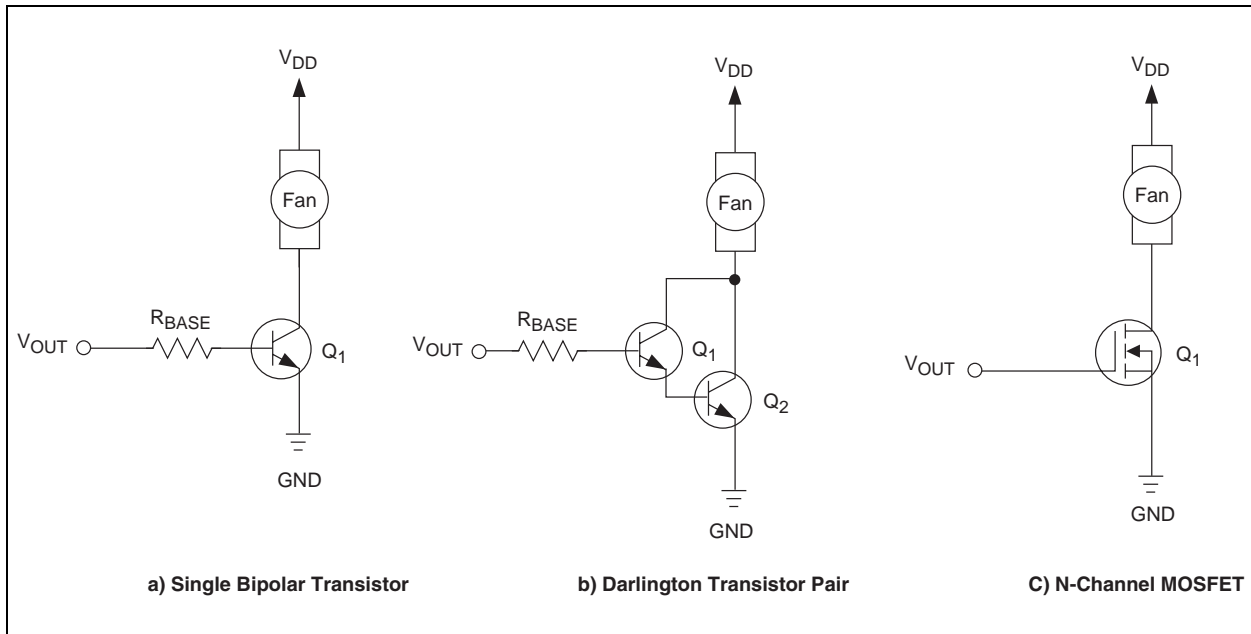 VDD
Fan
RBASE
VOUT
Q1
GND
a) Single Bipolar Transistor
VDD
Fan
RBASE
VOUT
Q1
Q2
GND
b) Darlington Transistor Pair
VDD
Fan
VOUT
Q1
GND
C) N-Channel MOSFET